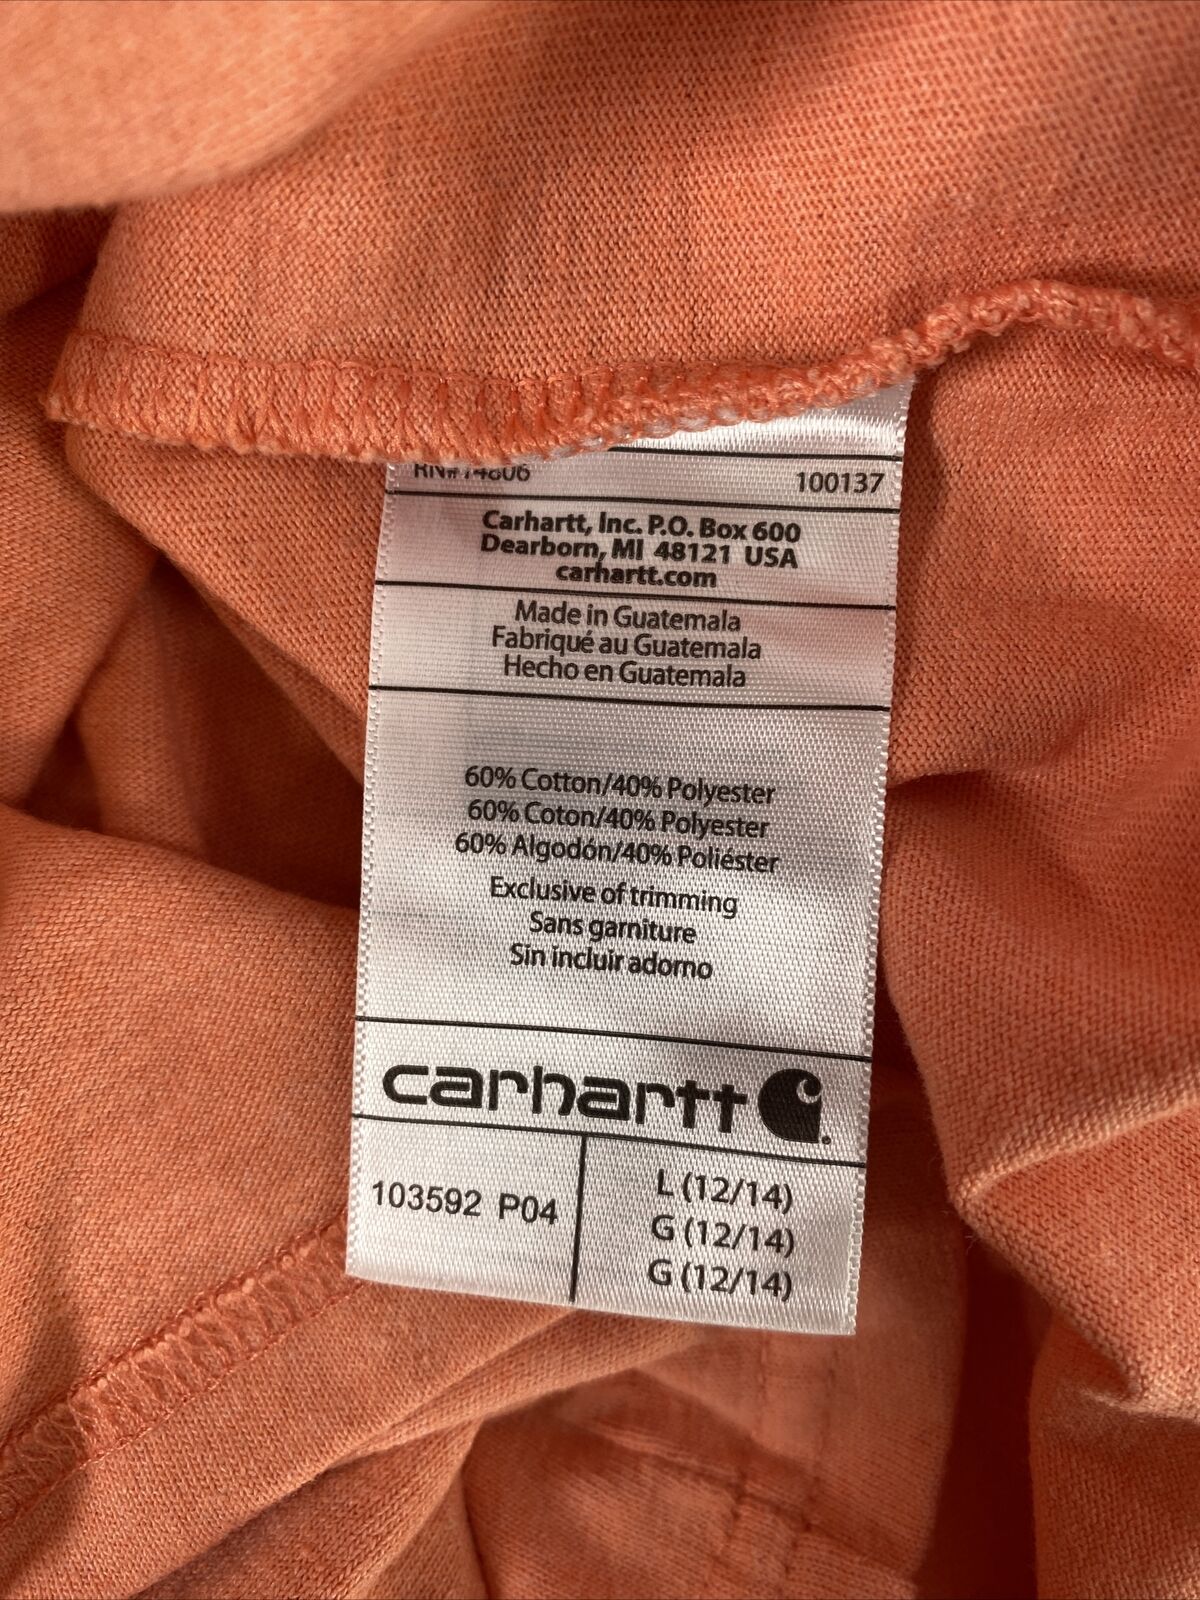 RN#14806 100137
Carhartt, Inc. P.O. Box 600
Dearborn, MI 48121 USA
carhartt.com
Made in Guatemala
Fabriqué au Guatemala
Hecho en Guatemala
60% Cotton/40% Polyester
60% Coton/40% Polyester
60% Algodón/40% Poliéster
Exclusive of trimming
Sans garniture
Sin incluir adorno
carhartt
103592 P04
L (12/14)
G (12/14)
G (12/14)